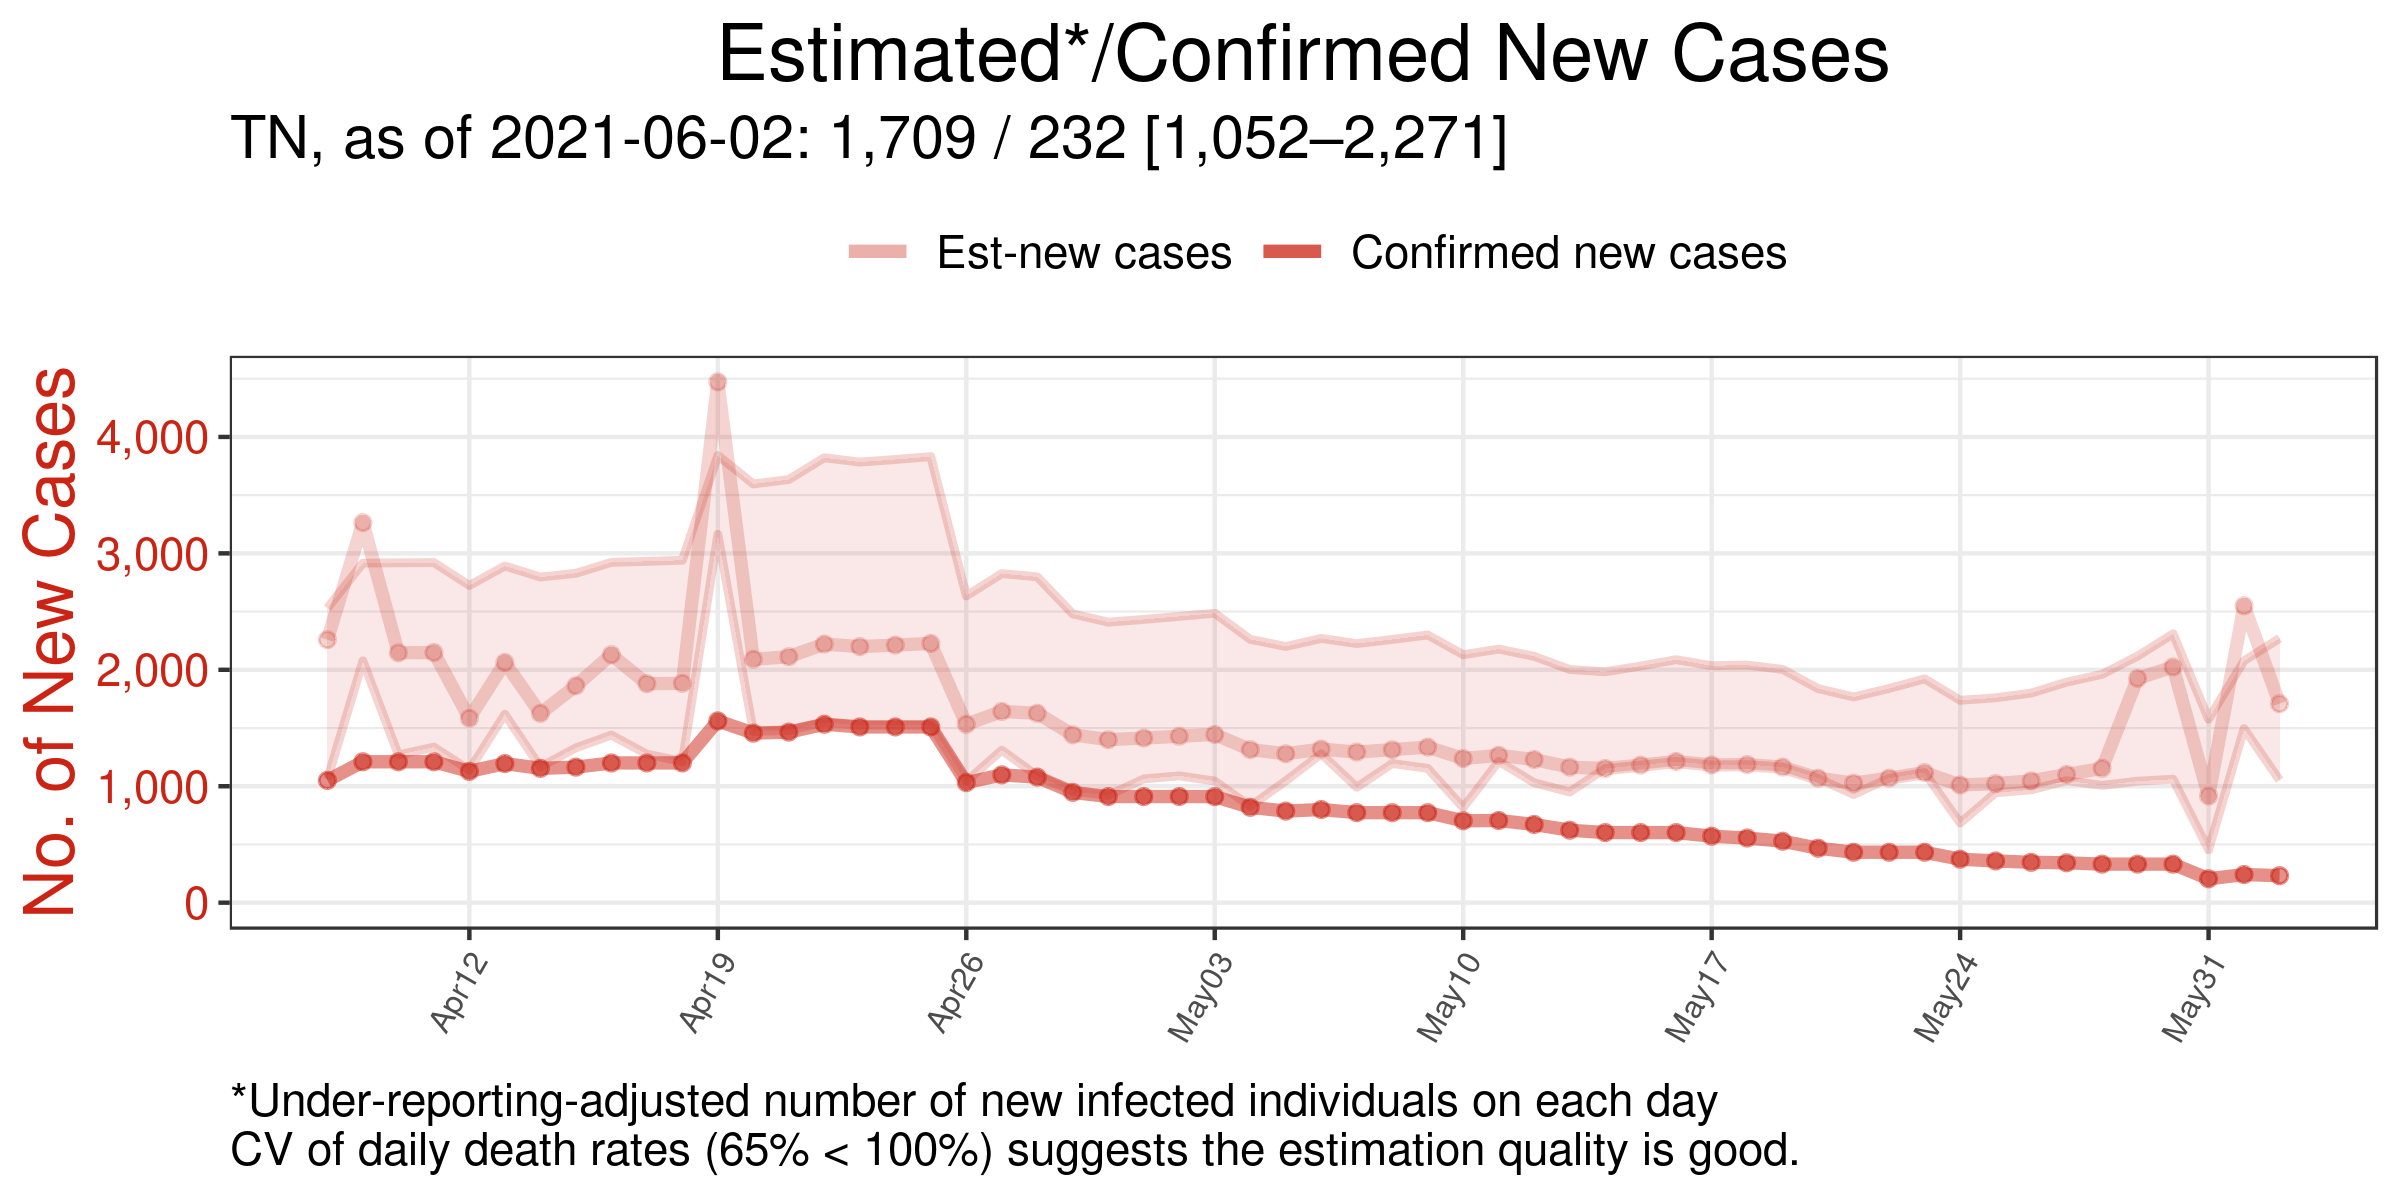 Estimated*/Confirmed New Cases
TN, as of 2021-06-02: 1,709 / 232 [1,052–2,271]
Est-new cases
Confirmed new cases
No. of New Cases
4,000
3,000
2,000
1,000
0
Apr12
Apr19
Apr26
May03
May10
May17
May24
May31
*Under-reporting-adjusted number of new infected individuals on each day
CV of daily death rates (65% < 100%) suggests the estimation quality is good.